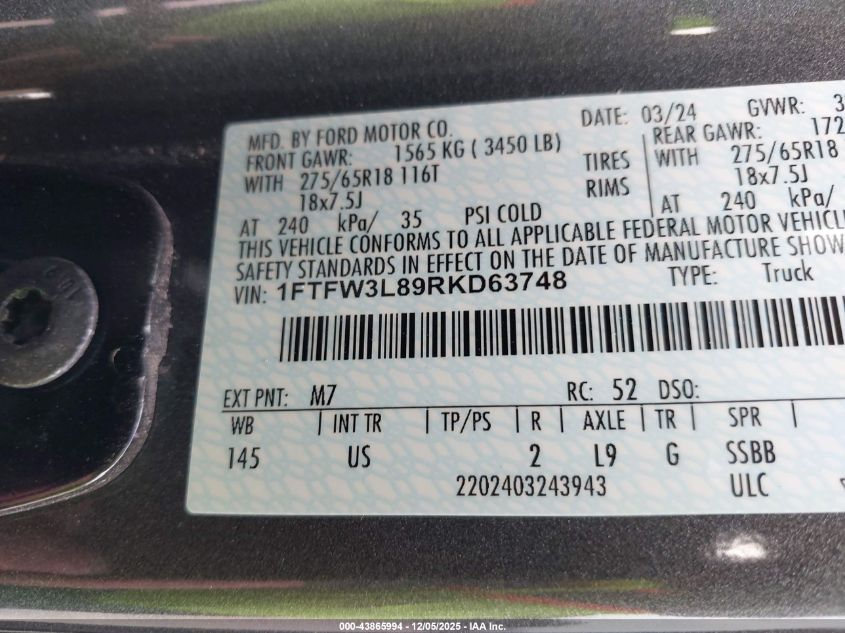 MFD. BY FORD MOTOR CO. DATE: 03/24 GVWR: 3
FRONT GAWR: 1565 KG ( 3450 LB) REAR GAWR: 172
WITH 275/65R18 116T TIRES WITH 275/65R18
18x7.5J RIMS 18x7.5J
AT 240 kPa/ 35 PSI COLD AT 240 kPa/
THIS VEHICLE CONFORMS TO ALL APPLICABLE FEDERAL MOTOR VEHICLE
SAFETY STANDARDS IN EFFECT ON THE DATE OF MANUFACTURE SHOW
VIN: 1FTFW3L89RKD63748 TYPE: Truck
EXT PNT: M7 RC: 52 DSO:
WB INT TR TP/PS R AXLE TR SPR
145 US 2 L9 G SSBB
2202403243943 ULC
000-43865994 - 12/05/2025 - IAA Inc.